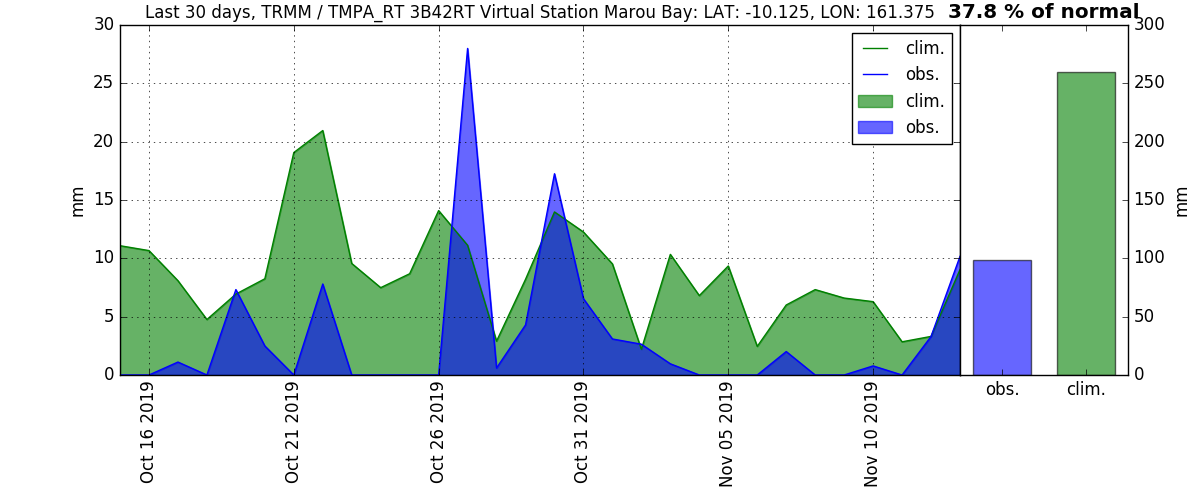 Last 30 days, TRMM / TMPA_RT 3B42RT Virtual Station Marou Bay: LAT: -10.125, LON: 161.375 37.8 % of normal
30
25
20
15
10
5
0
mm
clim.
obs.
clim.
obs.
300
250
200
150
100
50
0
mm
Oct 16 2019
Oct 21 2019
Oct 26 2019
Oct 31 2019
Nov 05 2019
Nov 10 2019
obs.
clim.